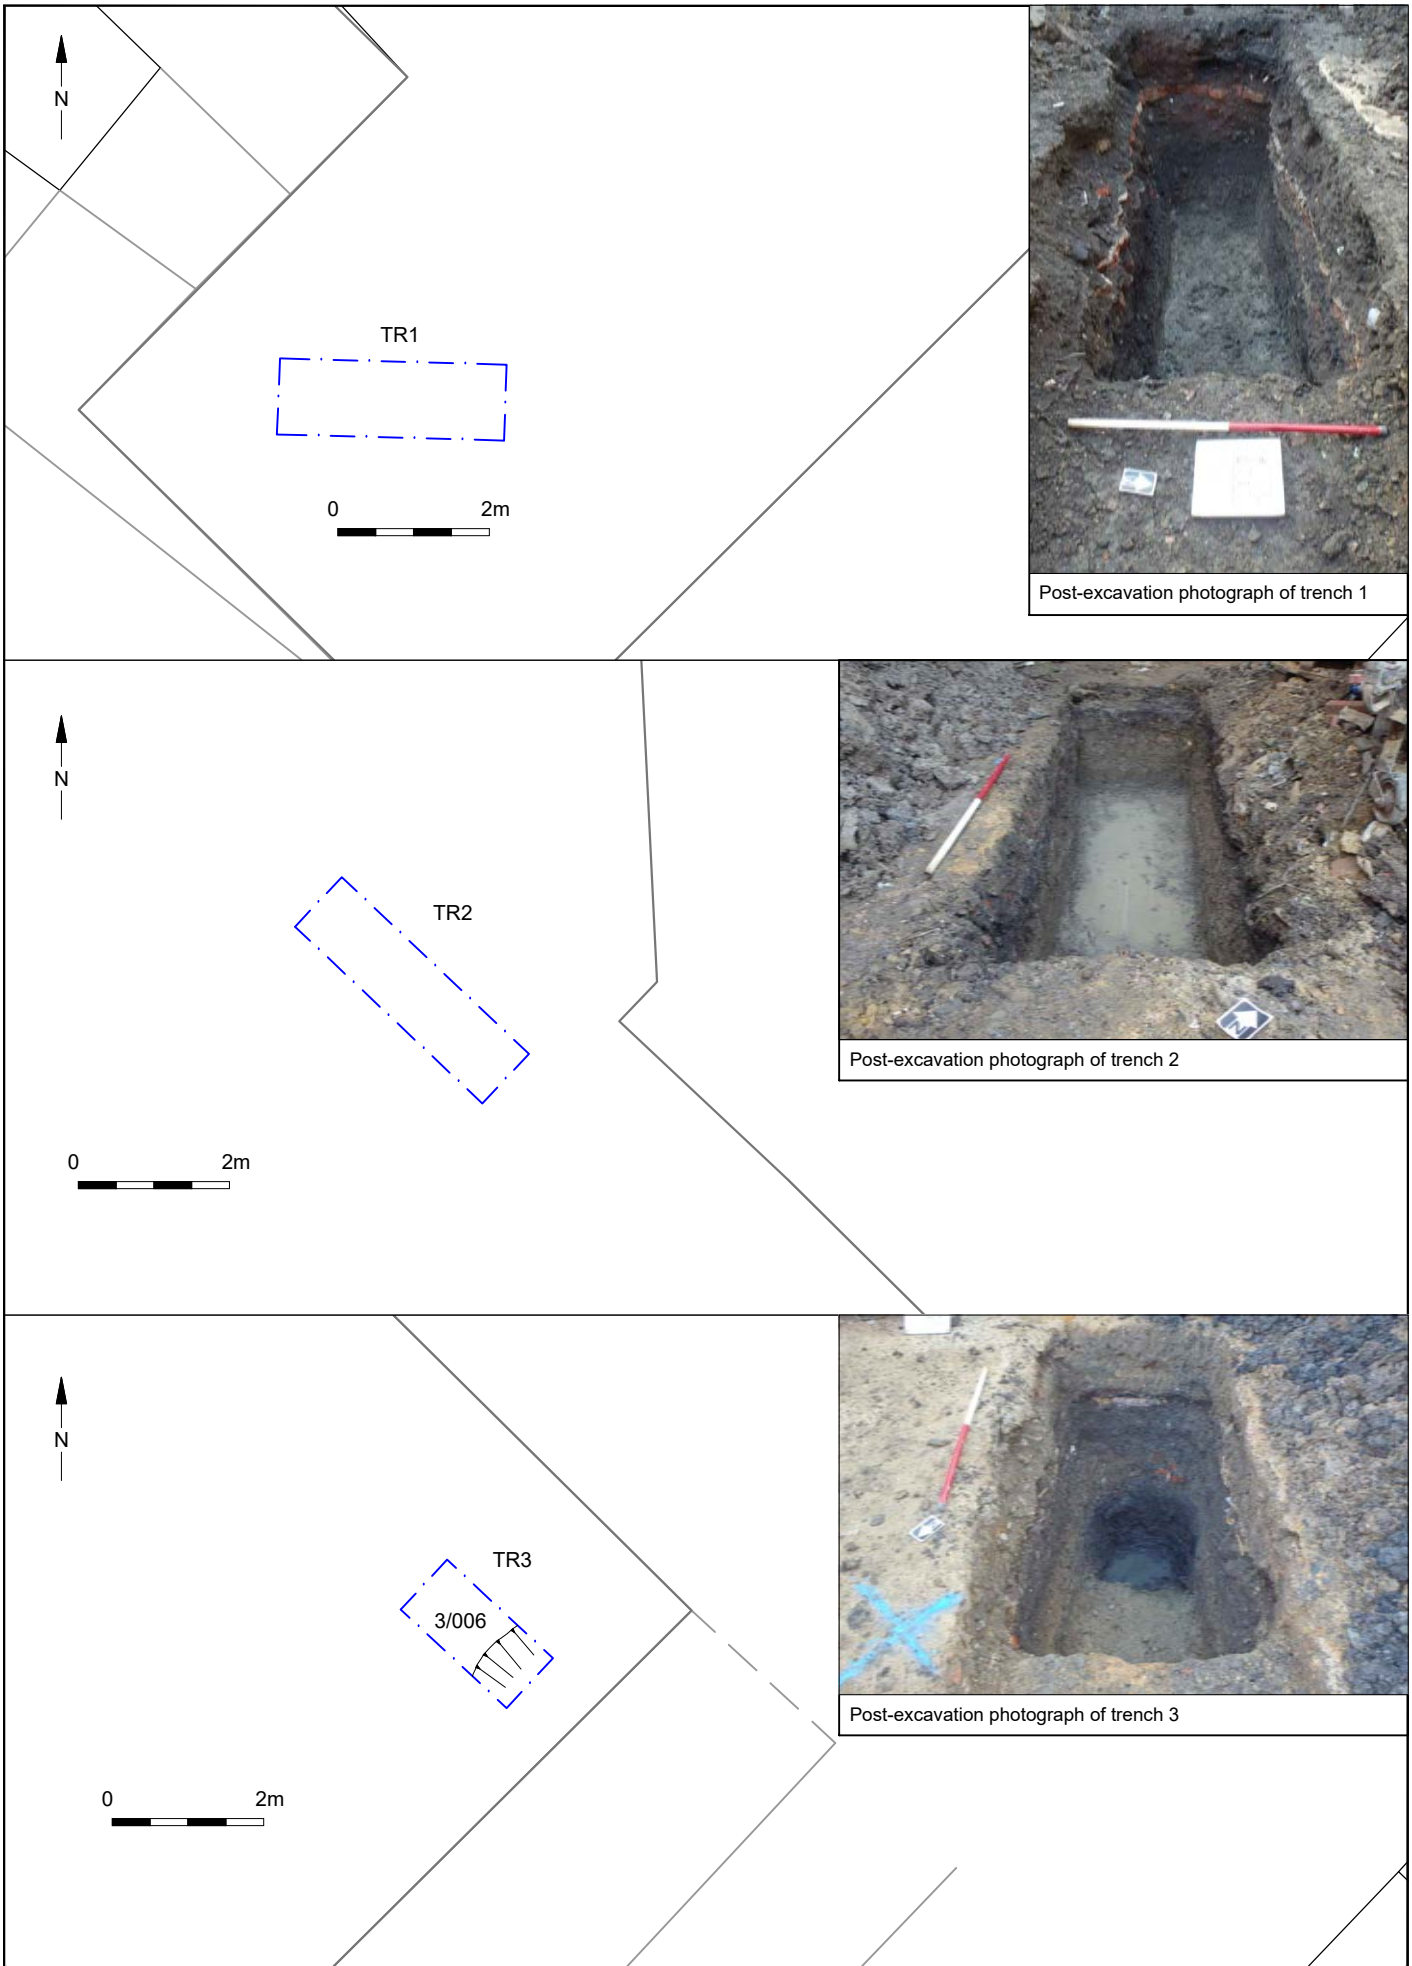 N
TR1
0 2m
Post-excavation photograph of trench 1
N
TR2
0 2m
Post-excavation photograph of trench 2
N
TR3
3/006
0 2m
Post-excavation photograph of trench 3